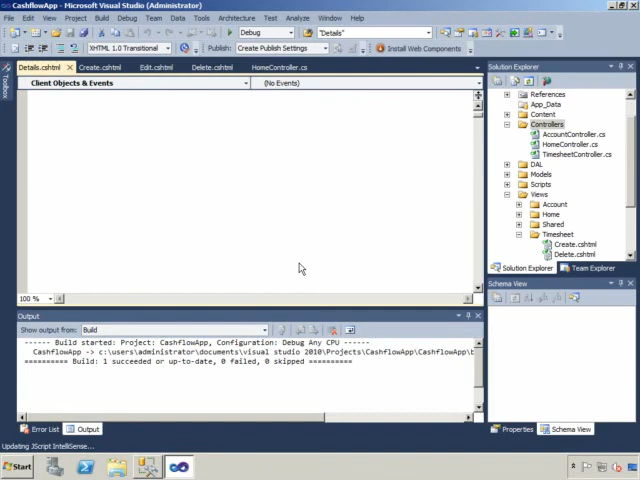 CashflowApp - Microsoft Visual Studio (Administrator)
File Edit View Project Build Debug Team Data Tools Architecture Test Analyze Window Help
Debug "Details"
XHTML 1.0 Transitional Publish: Create Publish Settings Install Web Components
Details.cshtml Create.cshtml Edit.cshtml Delete.cshtml HomeController.cs
Client Objects & Events (No Events)
Toolbox
100 %
Output
Show output from: Build
------ Build started: Project: CashflowApp, Configuration: Debug Any CPU ------
CashflowApp -> c:\users\administrator\documents\visual studio 2010\Projects\CashflowApp\CashflowApp\b
========== Build: 1 succeeded or up-to-date, 0 failed, 0 skipped ==========
Error List Output
Solution Explorer
References
App_Data
Content
Controllers
AccountController.cs
HomeController.cs
TimesheetController.cs
DAL
Models
Scripts
Views
Account
Home
Shared
Timesheet
Create.cshtml
Delete.cshtml
Solution Explorer Team Explorer
Schema View
Properties Schema View
Updating JScript IntelliSense...
Start